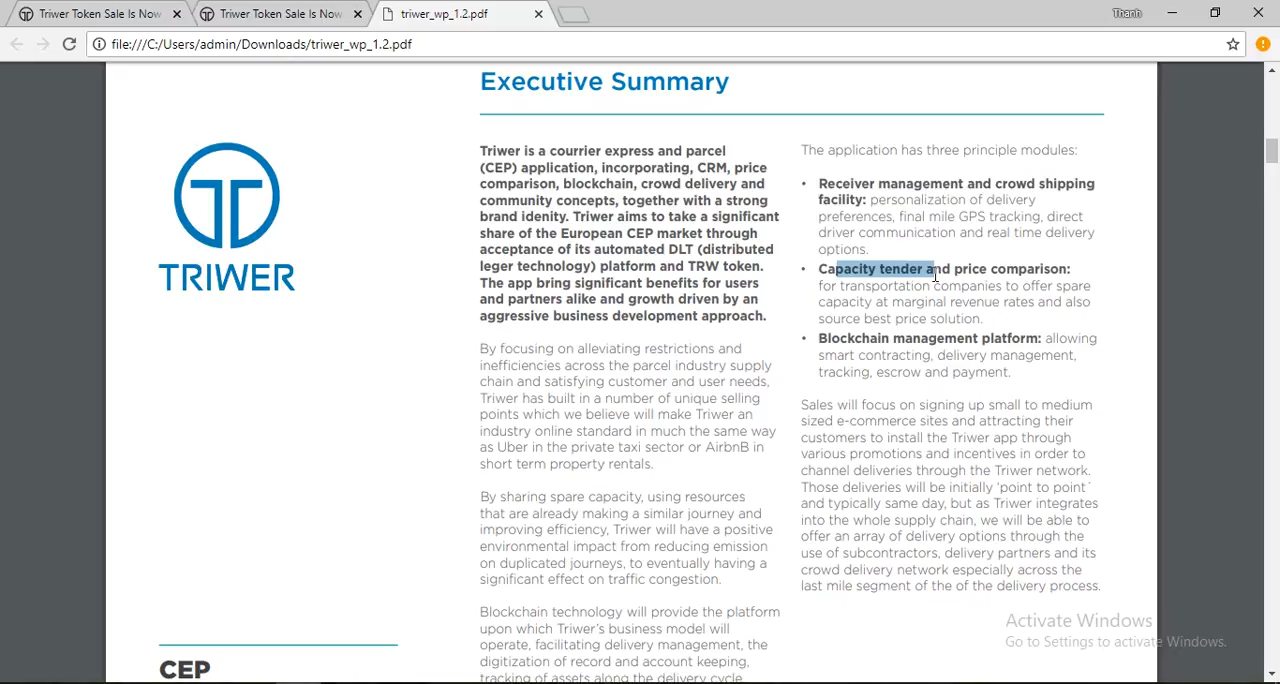 Triwer Token Sale Is Now
Triwer Token Sale Is Now
triwer_wp_1.2.pdf
Thanh
file:///C:/Users/admin/Downloads/triwer_wp_1.2.pdf
Executive Summary
TRIWER
CEP
Triwer is a courrier express and parcel
(CEP) application, incorporating, CRM, price
comparison, blockchain, crowd delivery and
community concepts, together with a strong
brand idenity. Triwer aims to take a significant
share of the European CEP market through
acceptance of its automated DLT (distributed
leger technology) platform and TRW token.
The app bring significant benefits for users
and partners alike and growth driven by an
aggressive business development approach.
By focusing on alleviating restrictions and
inefficiencies across the parcel industry supply
chain and satisfying customer and user needs,
Triwer has built in a number of unique selling
points which we believe will make Triwer an
industry online standard in much the same way
as Uber in the private taxi sector or AirbnB in
short term property rentals.
By sharing spare capacity, using resources
that are already making a similar journey and
improving efficiency, Triwer will have a positive
environmental impact from reducing emission
on duplicated journeys, to eventually having a
significant effect on traffic congestion.
Blockchain technology will provide the platform
upon which Triwer's business model will
operate, facilitating delivery management, the
digitization of record and account keeping,
tracking of assets along the delivery cycle
The application has three principle modules:
• Receiver management and crowd shipping
facility: personalization of delivery
preferences, final mile GPS tracking, direct
driver communication and real time delivery
options.
• Capacity tender and price comparison:
for transportation companies to offer spare
capacity at marginal revenue rates and also
source best price solution.
• Blockchain management platform: allowing
smart contracting, delivery management,
tracking, escrow and payment.
Sales will focus on signing up small to medium
sized e-commerce sites and attracting their
customers to install the Triwer app through
various promotions and incentives in order to
channel deliveries through the Triwer network.
Those deliveries will be initially 'point to point´
and typically same day, but as Triwer integrates
into the whole supply chain, we will be able to
offer an array of delivery options through the
use of subcontractors, delivery partners and its
crowd delivery network especially across the
last mile segment of the of the delivery process.
Activate Windows
Go to Settings to activate Windows.